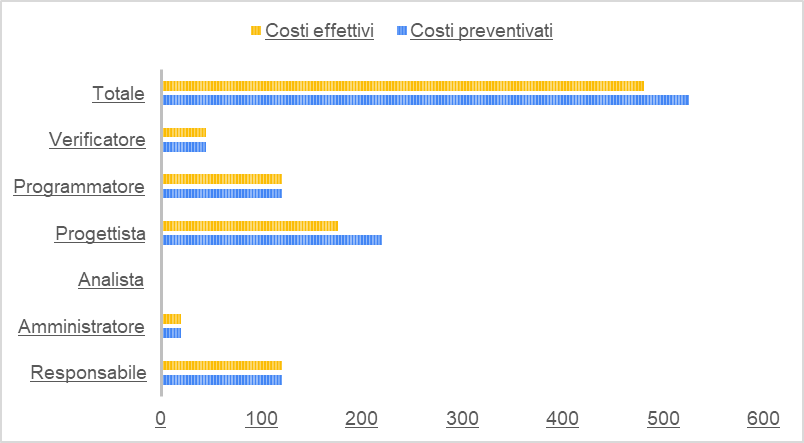 Costi effettivi Costi preventivati
Totale
Verificatore
Programmatore
Progettista
Analista
Amministratore
Responsabile
0 100 200 300 400 500 600